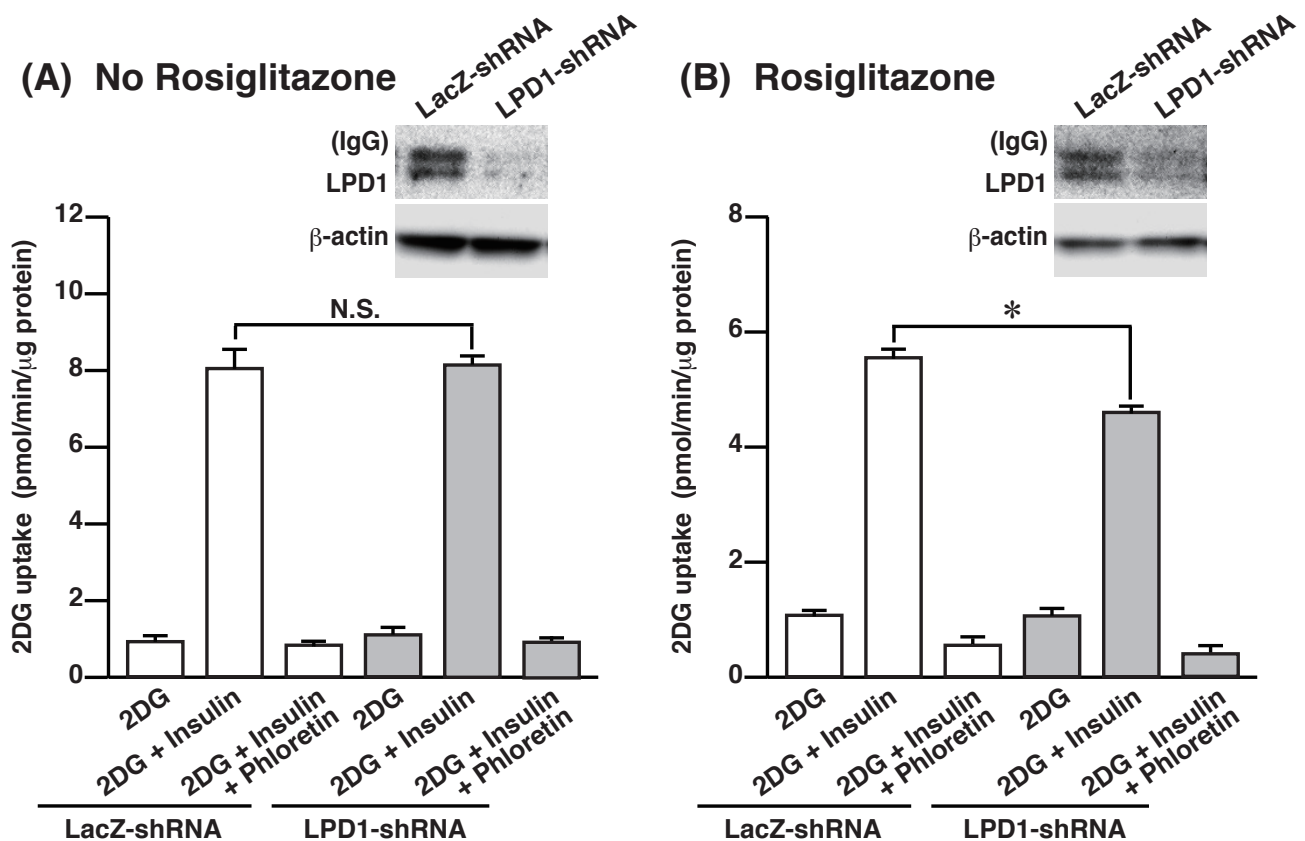 (A) No Rosiglitazone
LacZ-shRNA
LPD1-shRNA
(IgG)
LPD1
β-actin
2DG uptake (pmol/min/μg protein)
12
10
8
6
4
2
0
N.S.
2DG
2DG + Insulin
2DG + Insulin
+ Phloretin
2DG
2DG + Insulin
2DG + Insulin
+ Phloretin
LacZ-shRNA
LPD1-shRNA
(B) Rosiglitazone
LacZ-shRNA
LPD1-shRNA
(IgG)
LPD1
β-actin
2DG uptake (pmol/min/μg protein)
8
6
4
2
0
*
2DG
2DG + Insulin
2DG + Insulin
+ Phloretin
2DG
2DG + Insulin
2DG + Insulin
+ Phloretin
LacZ-shRNA
LPD1-shRNA